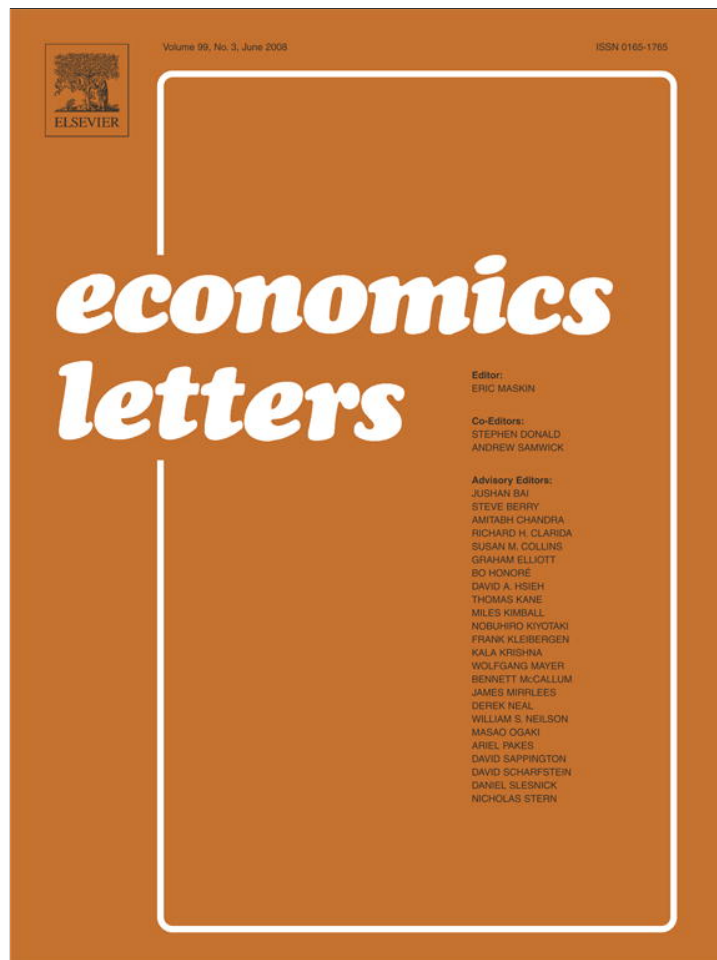 Volume 99, No. 3, June 2008
ISSN 0165-1765
ELSEVIER
economics
letters
Editor:
ERIC MASKIN
Co-Editors:
STEPHEN DONALD
ANDREW SAMWICK
Advisory Editors:
JUSHAN BAI
STEVE BERRY
AMITABH CHANDRA
RICHARD H. CLARIDA
SUSAN M. COLLINS
GRAHAM ELLIOTT
BO HONORÉ
DAVID A. HSIEH
THOMAS KANE
MILES KIMBALL
NOBUHIRO KIYOTAKI
FRANK KLEIBERGEN
KALA KRISHNA
WOLFGANG MAYER
BENNETT McCALLUM
JAMES MIRRLEES
DEREK NEAL
WILLIAM S. NEILSON
MASAO OGAKI
ARIEL PAKES
DAVID SAPPINGTON
DAVID SCHARFSTEIN
DANIEL SLESNICK
NICHOLAS STERN